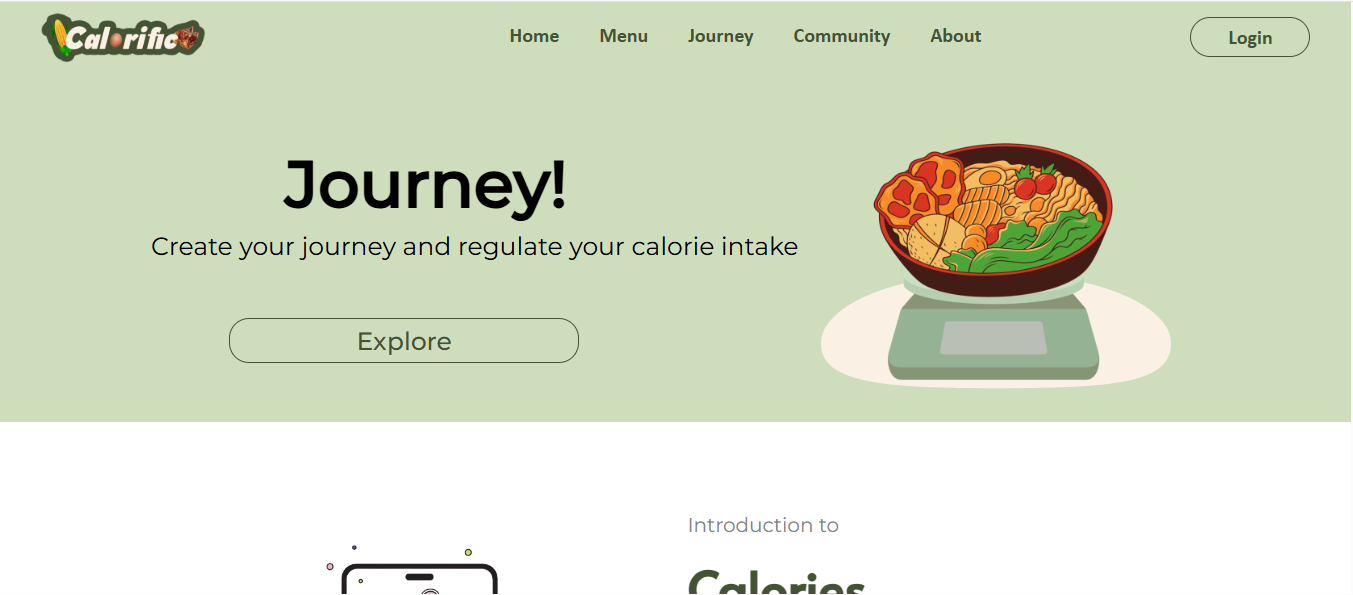 Calorific
Home Menu Journey Community About
Login
Journey!
Create your journey and regulate your calorie intake
Explore
Introduction to
Calories